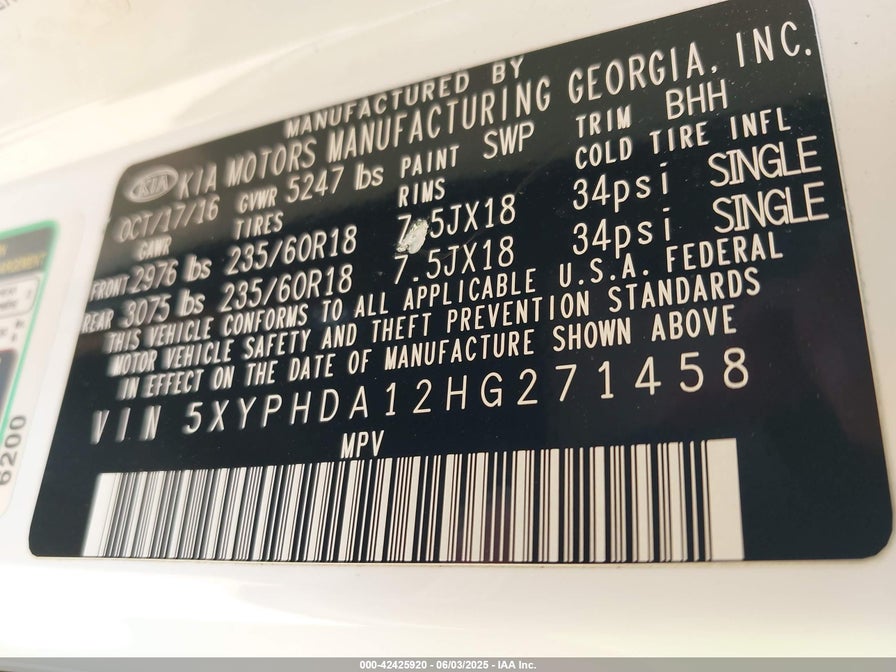 MANUFACTURED BY
KIA KIA MOTORS MANUFACTURING GEORGIA, INC.
OCT/17/16 GVWR 5247 lbs PAINT SWP TRIM BHH
GAWR TIRES RIMS COLD TIRE INFL
FRONT 2976 lbs 235/60R18 7.5JX18 34psi SINGLE
REAR 3075 lbs 235/60R18 7.5JX18 34psi SINGLE
THIS VEHICLE CONFORMS TO ALL APPLICABLE U.S.A. FEDERAL
MOTOR VEHICLE SAFETY AND THEFT PREVENTION STANDARDS
IN EFFECT ON THE DATE OF MANUFACTURE SHOWN ABOVE
VIN 5XYPHDA12HG271458
MPV
6200
000-42425920 - 06/03/2025 - IAA Inc.